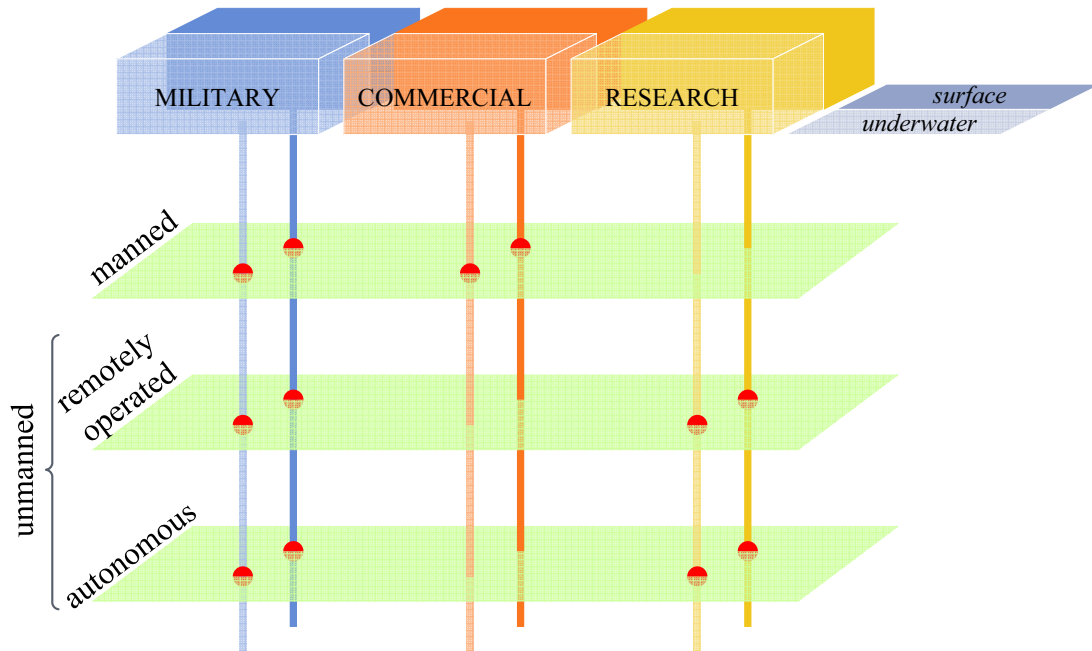 MILITARY
COMMERCIAL
RESEARCH
surface
underwater
manned
unmanned
remotely
operated
autonomous